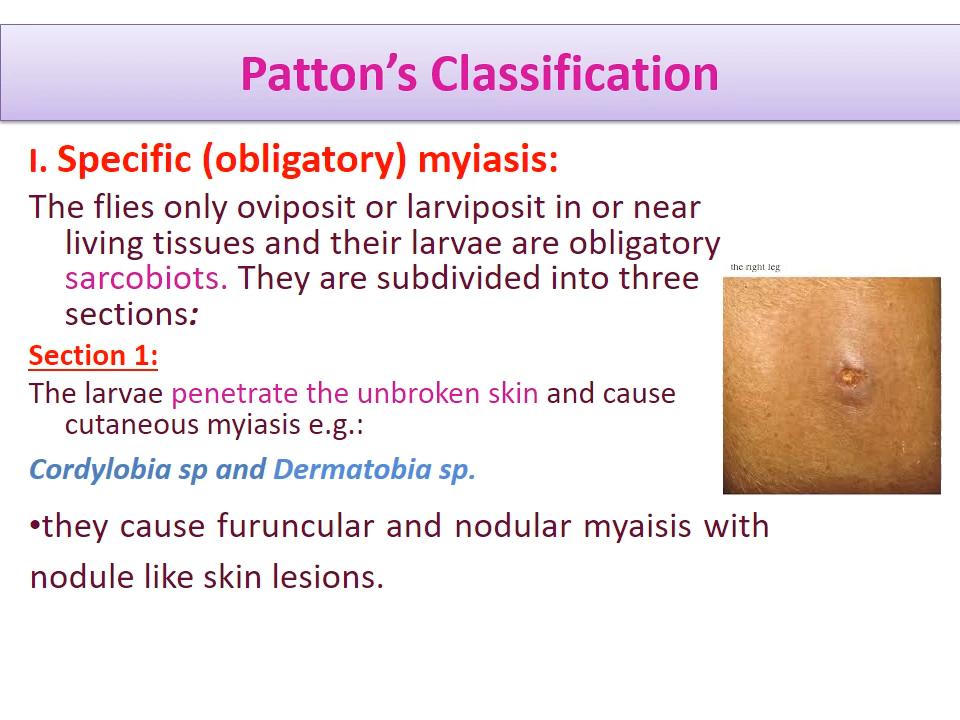 Patton’s Classification
I. Specific (obligatory) myiasis:
The flies only oviposit or larviposit in or near
living tissues and their larvae are obligatory
sarcobiots. They are subdivided into three
sections:
the right leg
Section 1:
The larvae penetrate the unbroken skin and cause
cutaneous myiasis e.g.:
Cordylobia sp and Dermatobia sp.
•they cause furuncular and nodular myaisis with
nodule like skin lesions.